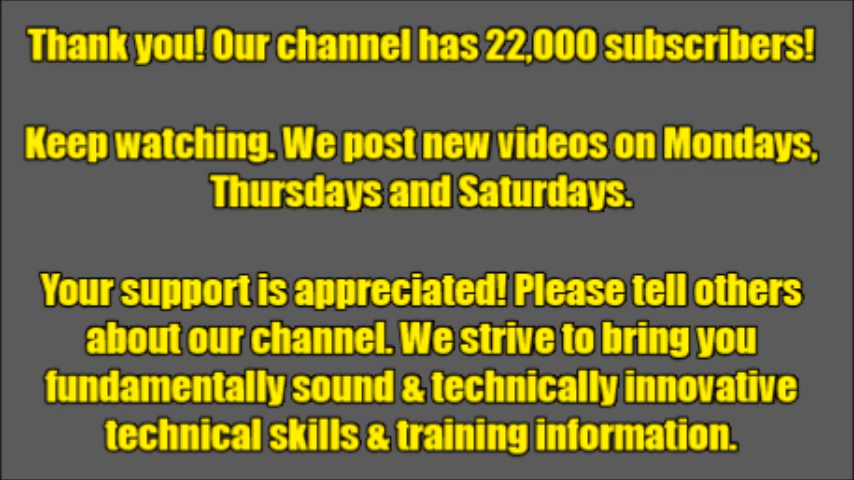 Thank you! Our channel has 22,000 subscribers!
Keep watching. We post new videos on Mondays,
Thursdays and Saturdays.
Your support is appreciated! Please tell others
about our channel. We strive to bring you
fundamentally sound & technically innovative
technical skills & training information.